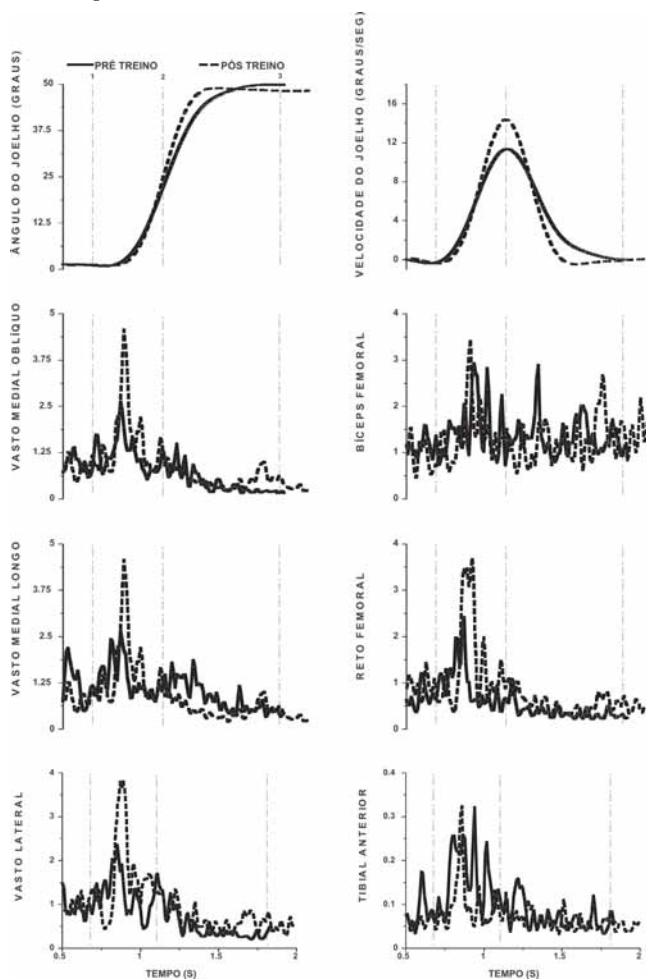 PRÉ TREINO
PÓS TREINO
1 2 3
ÂNGULO DO JOELHO (GRAUS)
50
37.5
25
12.5
0
VELOCIDADE DO JOELHO (GRAUS/SEG)
16
12
8
4
0
VASTO MEDIAL OBLÍQUO
5
3.75
2.5
1.25
0
BÍCEPS FEMORAL
4
3
2
1
0
VASTO MEDIAL LONGO
5
3.75
2.5
1.25
0
RETO FEMORAL
4
3
2
1
0
VASTO LATERAL
4
3
2
1
0
0.5 1 1.5 2
TEMPO (S)
TIBIAL ANTERIOR
0.4
0.3
0.2
0.1
0
0.5 1 1.5 2
TEMPO (S)